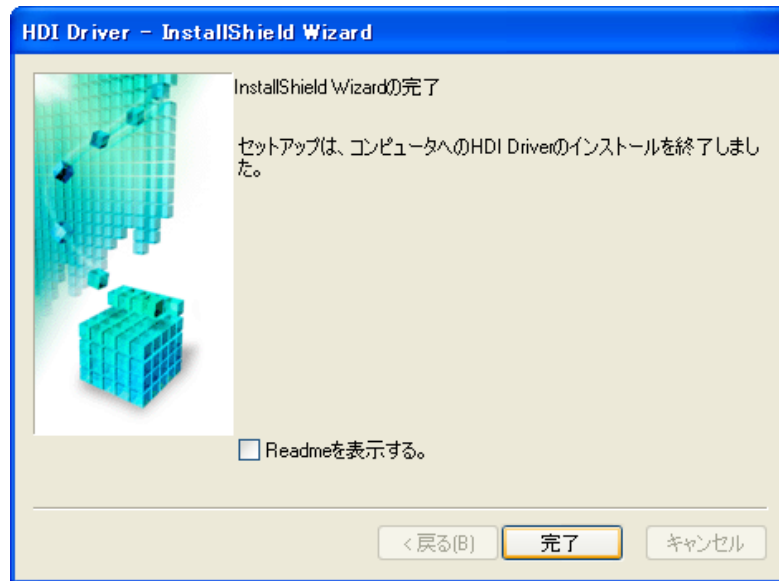 HDI Driver - InstallShield Wizard
InstallShield Wizardの完了
セットアップは、コンピュータへのHDI Driverのインストールを終了しまし
た。
Readmeを表示する。
< 戻る(B)
完了
キャンセル